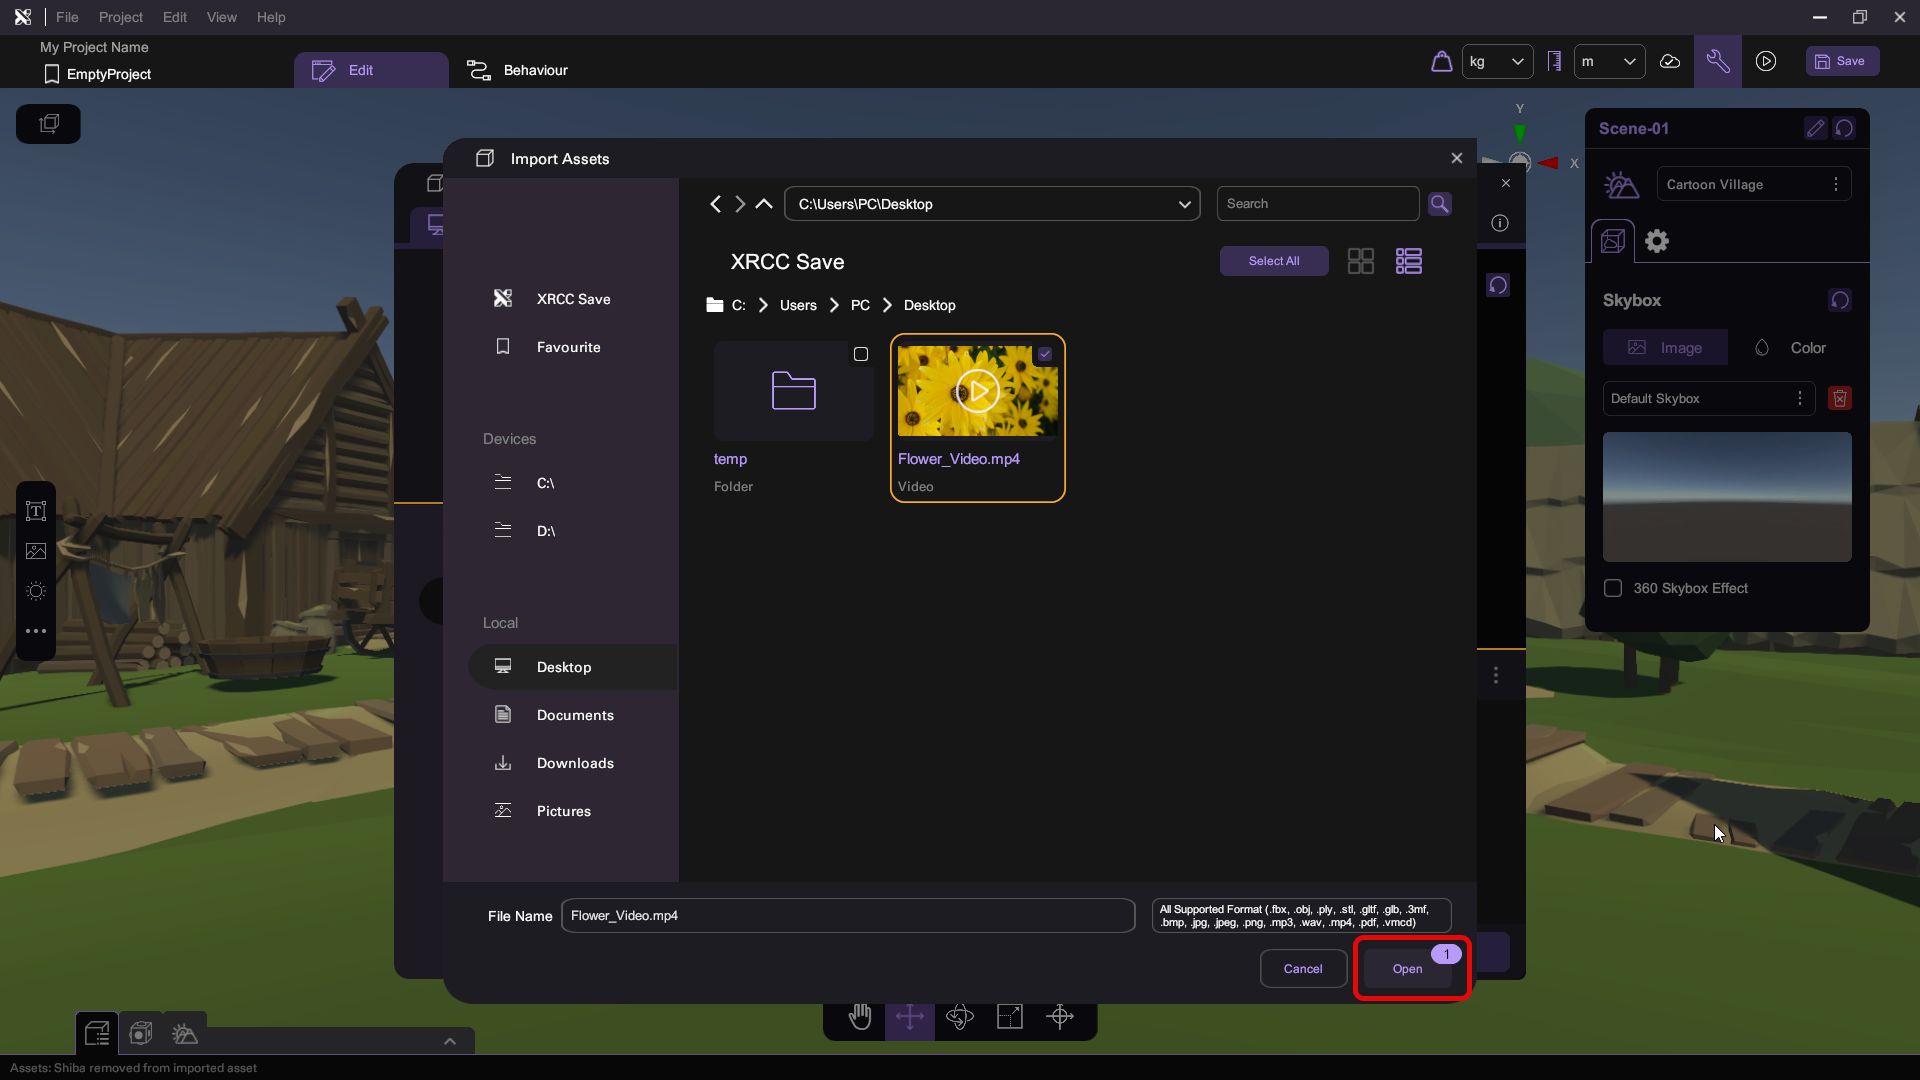 File Project Edit View Help
My Project Name
EmptyProject
Edit
Behaviour
kg
m
Save
Y
X
Scene-01
Cartoon Village
Skybox
Image
Color
Default Skybox
360 Skybox Effect
Import Assets
C:\Users\PC\Desktop
Search
XRCC Save
Select All
C: Users PC Desktop
XRCC Save
Favourite
Devices
C:\
D:\
Local
Desktop
Documents
Downloads
Pictures
temp
Folder
Flower_Video.mp4
Video
File Name
Flower_Video.mp4
All Supported Format (.fbx, .obj, .ply, .stl, .gltf, .glb, .3mf,
.bmp, .jpg, .jpeg, .png, .mp3, .wav, .mp4, .pdf, .vmcd)
Cancel
Open
1
Assets: Shiba removed from imported asset